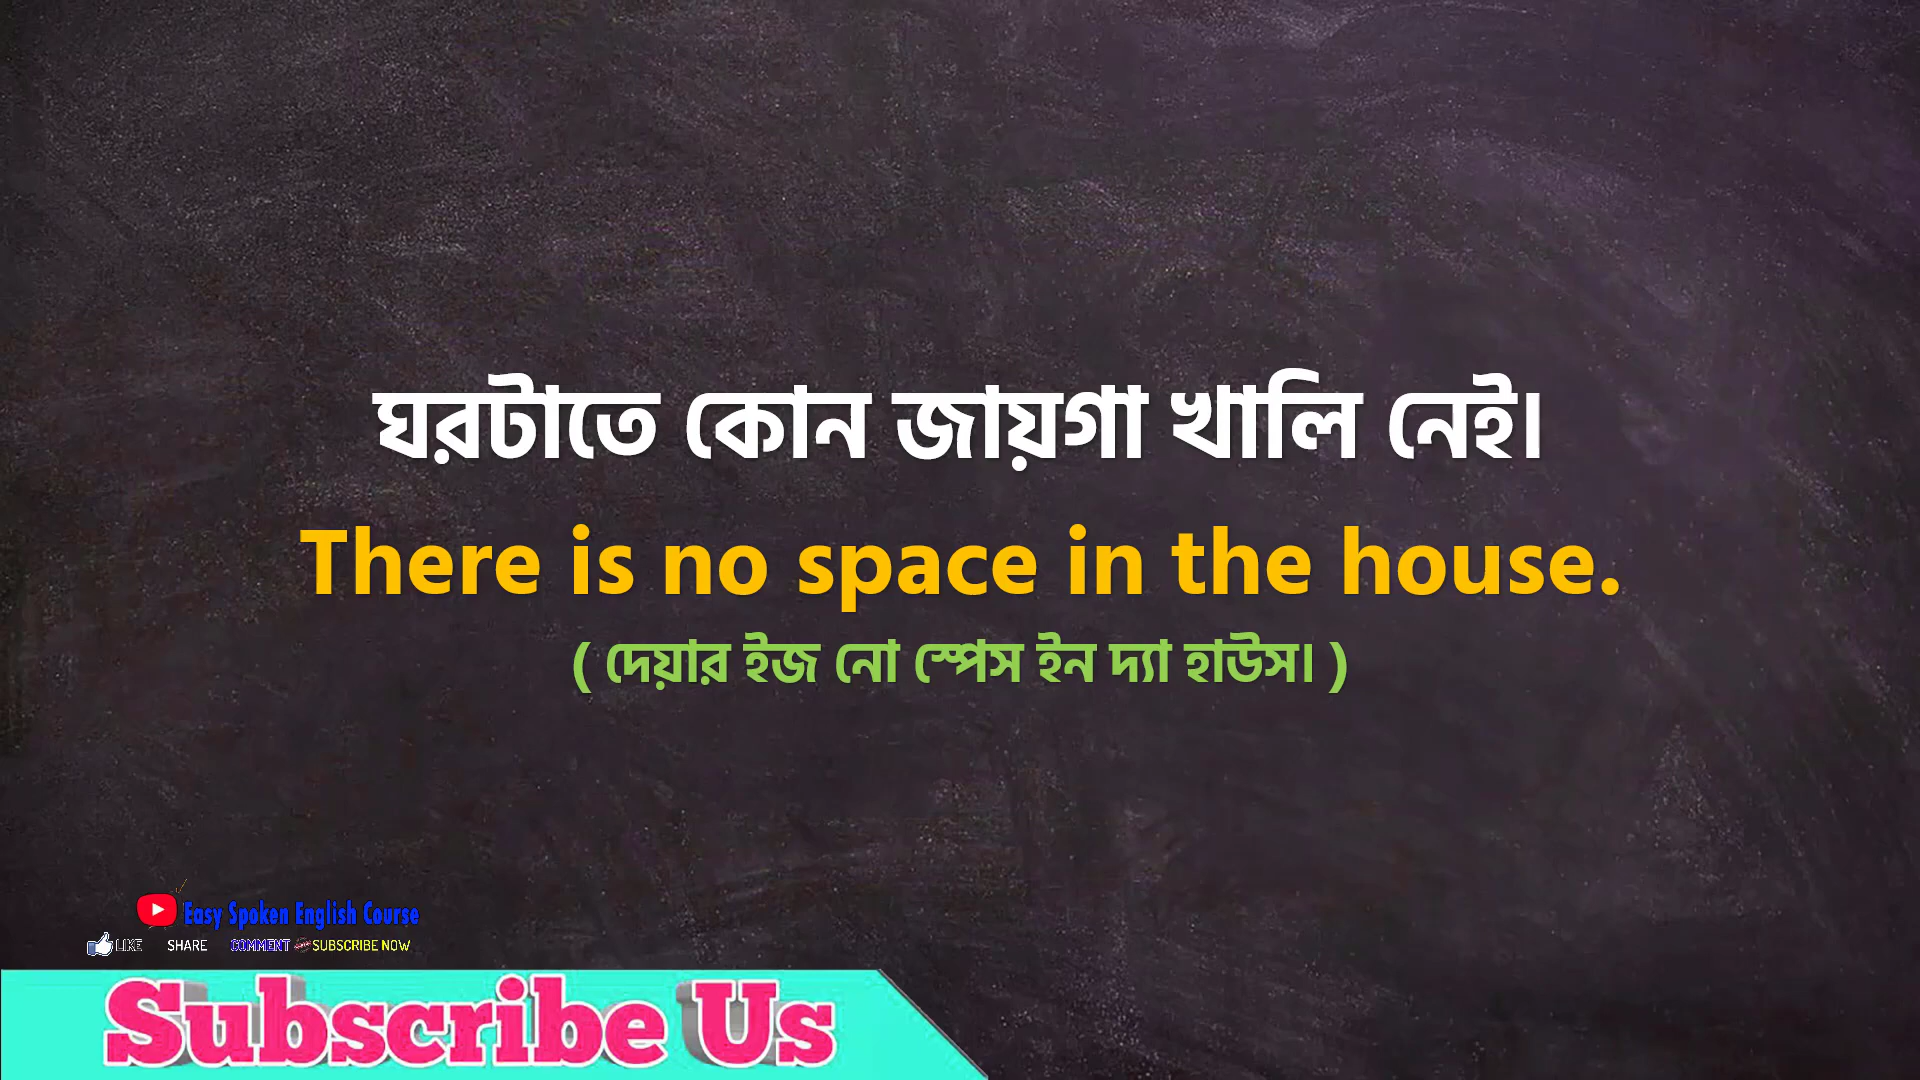 ঘরটাতে কোন জায়গা খালি নেই।
There is no space in the house.
( দেয়ার ইজ নো স্পেস ইন দ্যা হাউস। )
Easy Spoken English Course
LIKE SHARE COMMENT SUBSCRIBE NOW
Subscribe Us